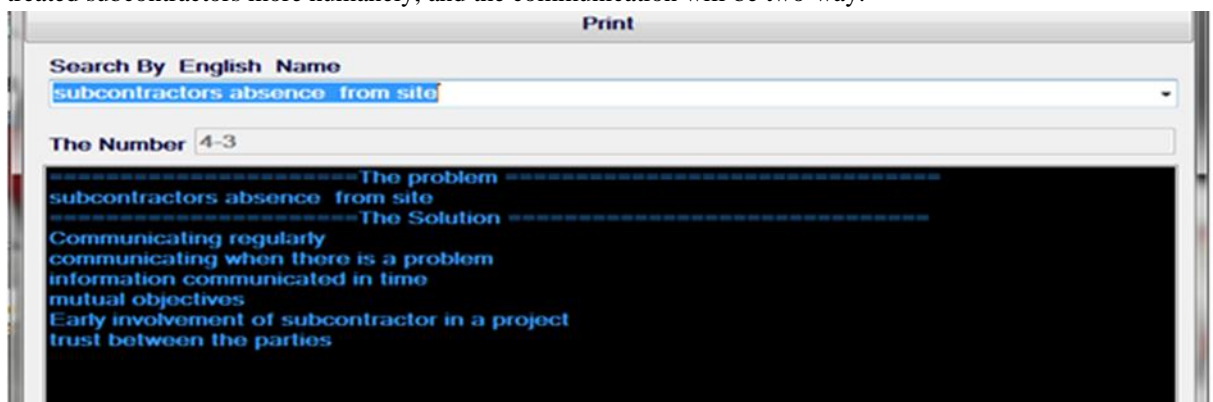 treated subcontractors more humanely, and the communication will be two-way.
Print
Search By English Name
subcontractors absence from site
The Number 4-3
=========================The problem ===================================
subcontractors absence from site
=========================The Solution ==================================
Communicating regularly
communicating when there is a problem
information communicated in time
mutual objectives
Early involvement of subcontractor in a project
trust between the parties